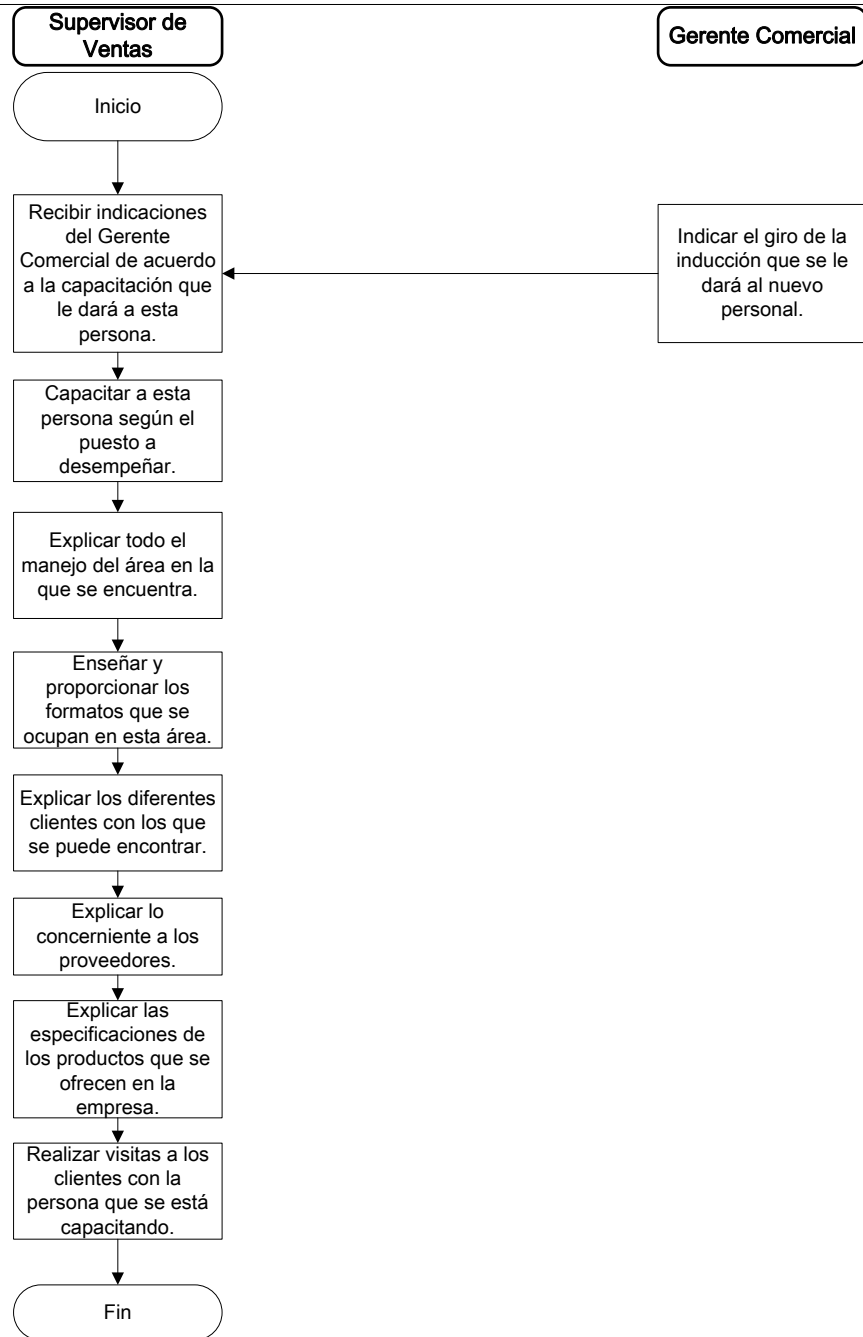 Supervisor de
Ventas
Gerente Comercial
Inicio
Recibir indicaciones
del Gerente
Comercial de acuerdo
a la capacitación que
le dará a esta
persona.
Indicar el giro de la
inducción que se le
dará al nuevo
personal.
Capacitar a esta
persona según el
puesto a
desempeñar.
Explicar todo el
manejo del área en la
que se encuentra.
Enseñar y
proporcionar los
formatos que se
ocupan en esta área.
Explicar los diferentes
clientes con los que
se puede encontrar.
Explicar lo
concerniente a los
proveedores.
Explicar las
especificaciones de
los productos que se
ofrecen en la
empresa.
Realizar visitas a los
clientes con la
persona que se está
capacitando.
Fin